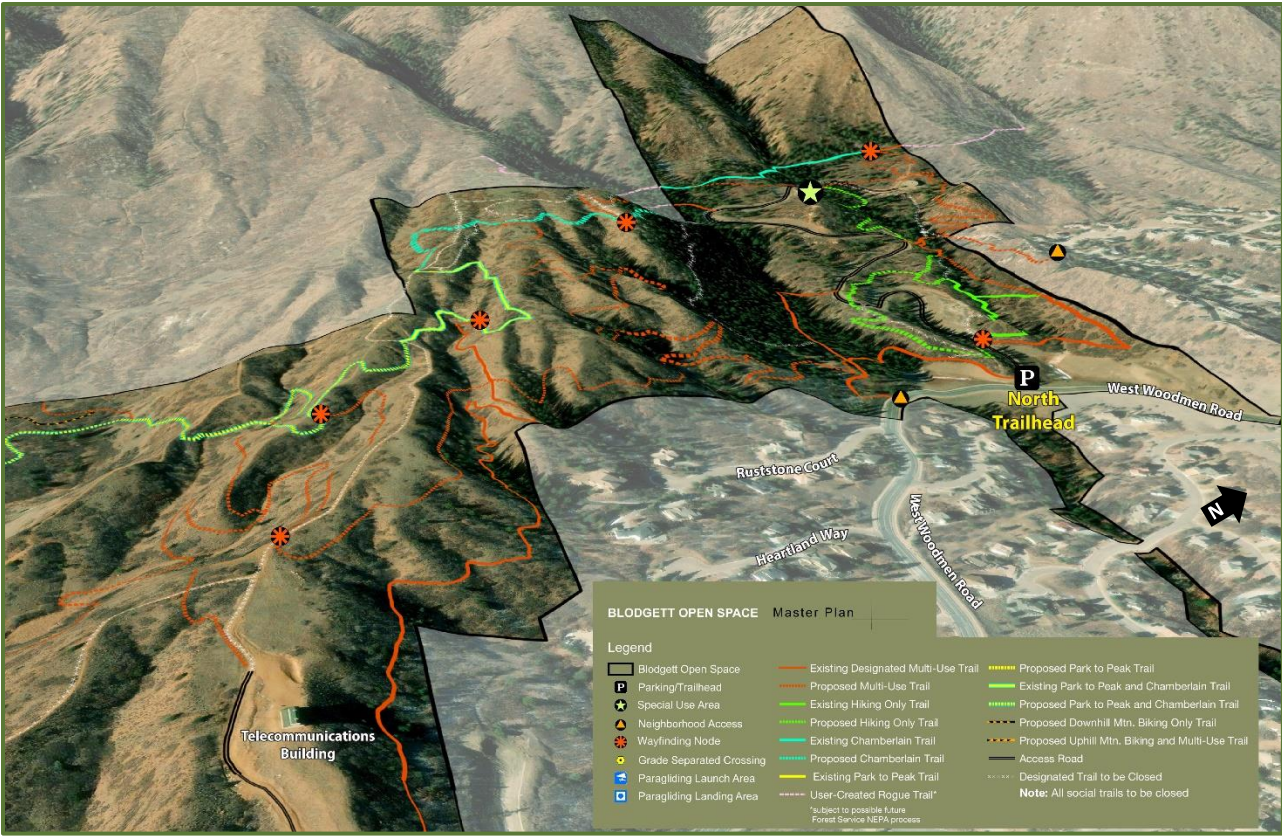 P
North
Trailhead
West Woodmen Road
Ruststone Court
West Woodmen Road
Heartland Way
N
Telecommunications
Building
BLODGETT OPEN SPACE Master Plan
Legend
Blodgett Open Space
P Parking/Trailhead
Special Use Area
Neighborhood Access
Wayfinding Node
Grade Separated Crossing
Paragliding Launch Area
Paragliding Landing Area
Existing Designated Multi-Use Trail
Proposed Multi-Use Trail
Existing Hiking Only Trail
Proposed Hiking Only Trail
Existing Chamberlain Trail
Proposed Chamberlain Trail
Existing Park to Peak Trail
User-Created Rogue Trail*
*subject to possible future
Forest Service NEPA process
Proposed Park to Peak Trail
Existing Park to Peak and Chamberlain Trail
Proposed Park to Peak and Chamberlain Trail
Proposed Downhill Mtn. Biking Only Trail
Proposed Uphill Mtn. Biking and Multi-Use Trail
Access Road
Designated Trail to be Closed
Note: All social trails to be closed